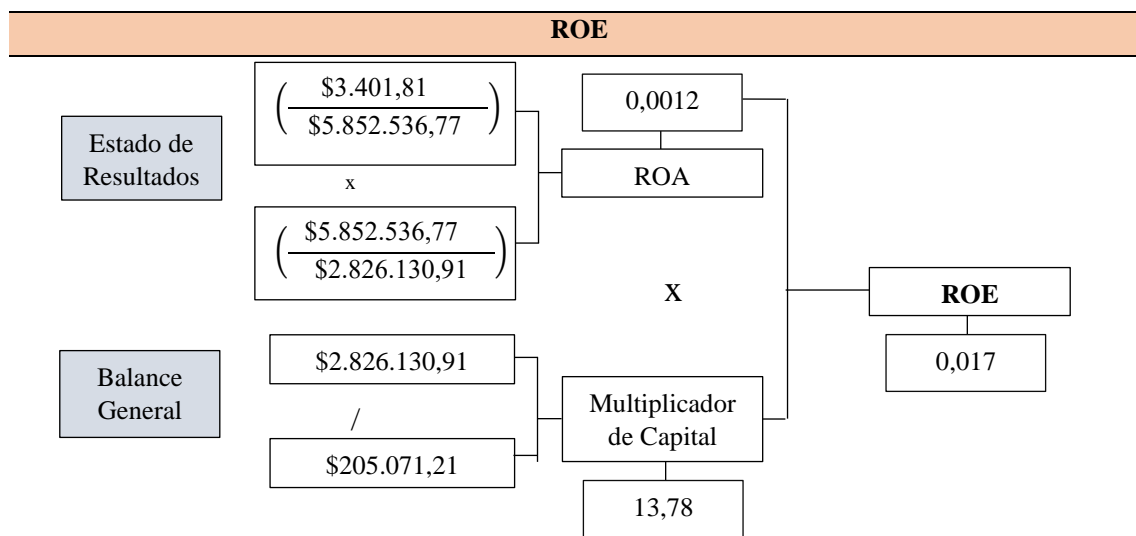 ROE
Estado de
Resultados
( $3.401,81
$5.852.536,77 )
x
( $5.852.536,77
$2.826.130,91 )
0,0012
ROA
X
ROE
0,017
Balance
General
$2.826.130,91
/
$205.071,21
Multiplicador
de Capital
13,78